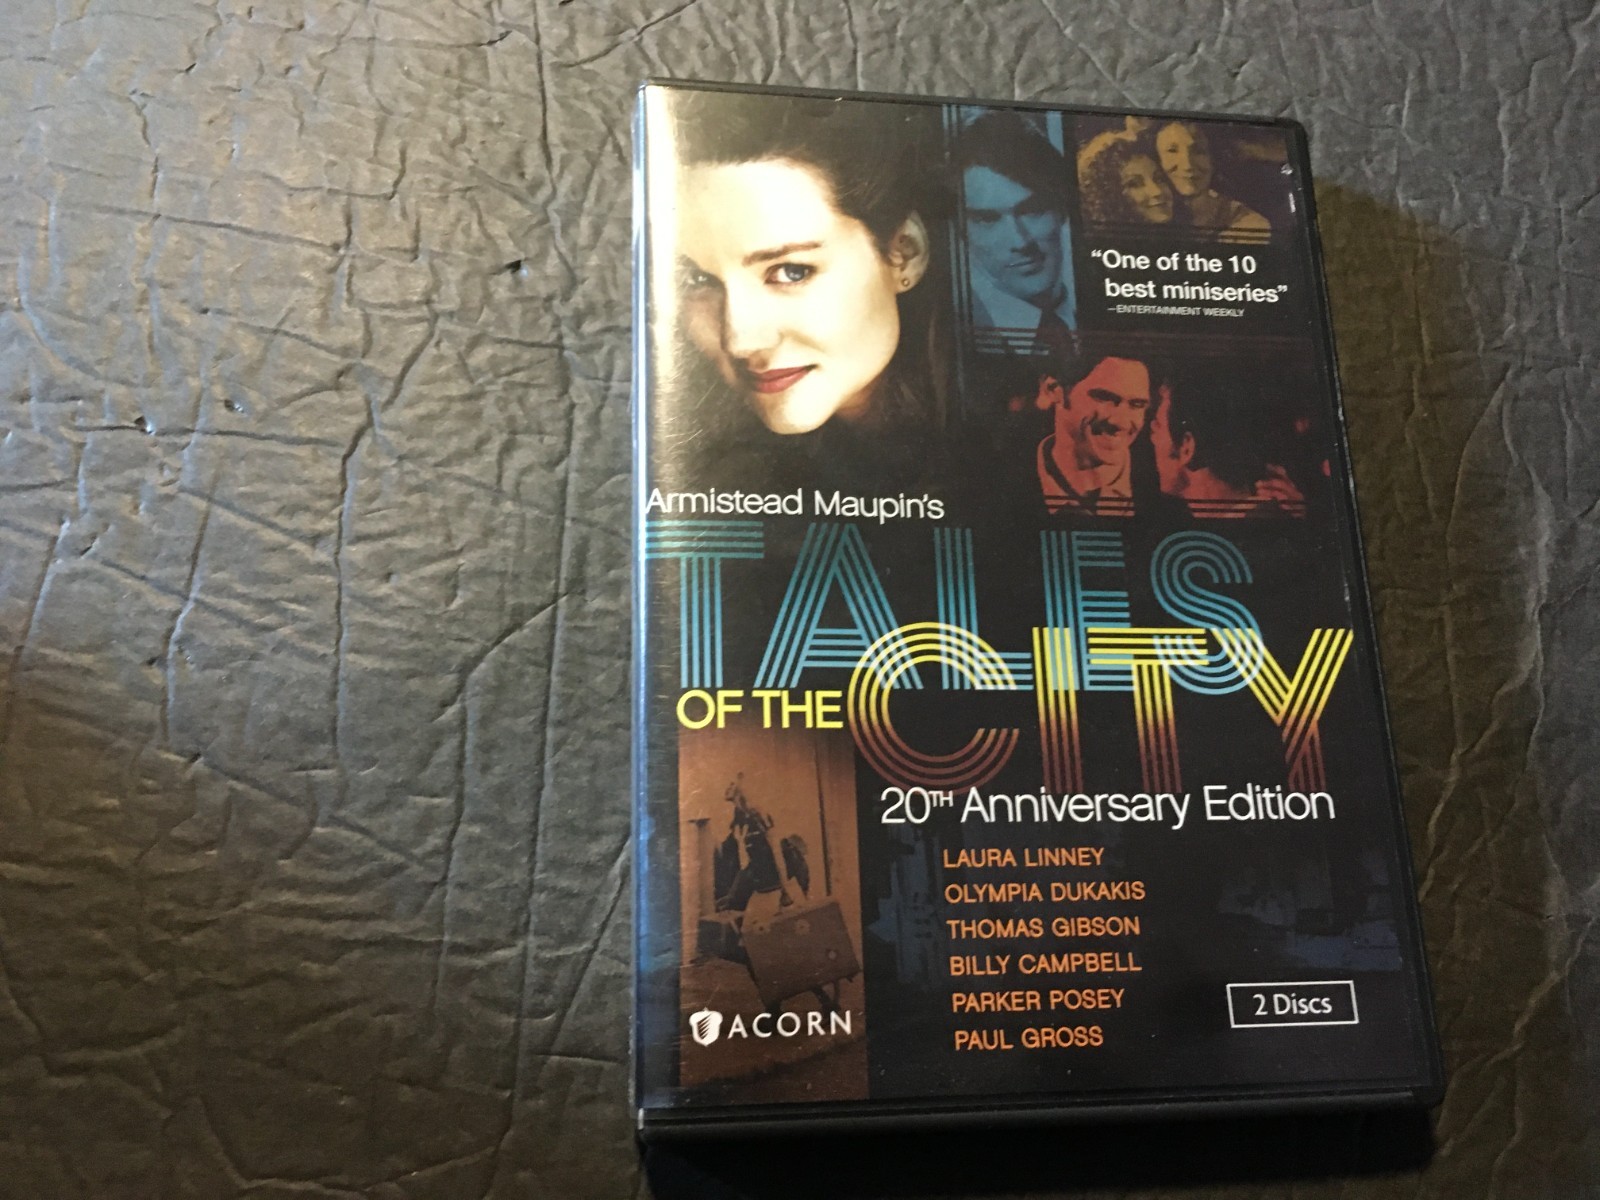 "One of the 10
best miniseries"
—ENTERTAINMENT WEEKLY
Armistead Maupin's
TALES
OF THE CITY
20TH Anniversary Edition
LAURA LINNEY
OLYMPIA DUKAKIS
THOMAS GIBSON
BILLY CAMPBELL
PARKER POSEY
PAUL GROSS
2 Discs
ACORN